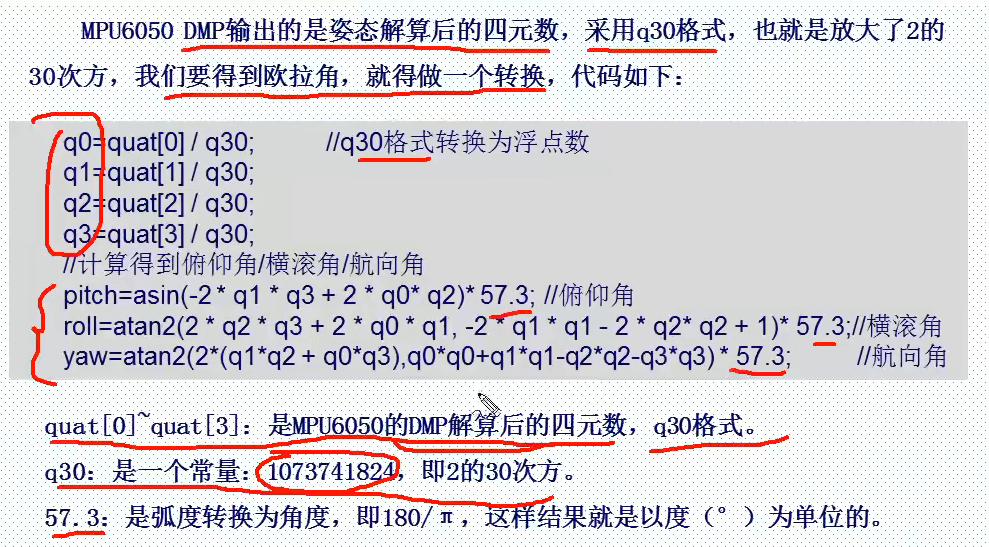 MPU6050 DMP输出的是姿态解算后的四元数，采用q30格式，也就是放大了2的
30次方，我们要得到欧拉角，就得做一个转换，代码如下：
q0=quat[0] / q30; //q30格式转换为浮点数
q1=quat[1] / q30;
q2=quat[2] / q30;
q3=quat[3] / q30;
//计算得到俯仰角/横滚角/航向角
pitch=asin(-2 * q1 * q3 + 2 * q0* q2)* 57.3; //俯仰角
roll=atan2(2 * q2 * q3 + 2 * q0 * q1, -2 * q1 * q1 - 2 * q2* q2 + 1)* 57.3;//横滚角
yaw=atan2(2*(q1*q2 + q0*q3),q0*q0+q1*q1-q2*q2-q3*q3) * 57.3; //航向角
quat[0]~quat[3]：是MPU6050的DMP解算后的四元数，q30格式。
q30：是一个常量：1073741824，即2的30次方。
57.3：是弧度转换为角度，即180/π，这样结果就是以度（°）为单位的。